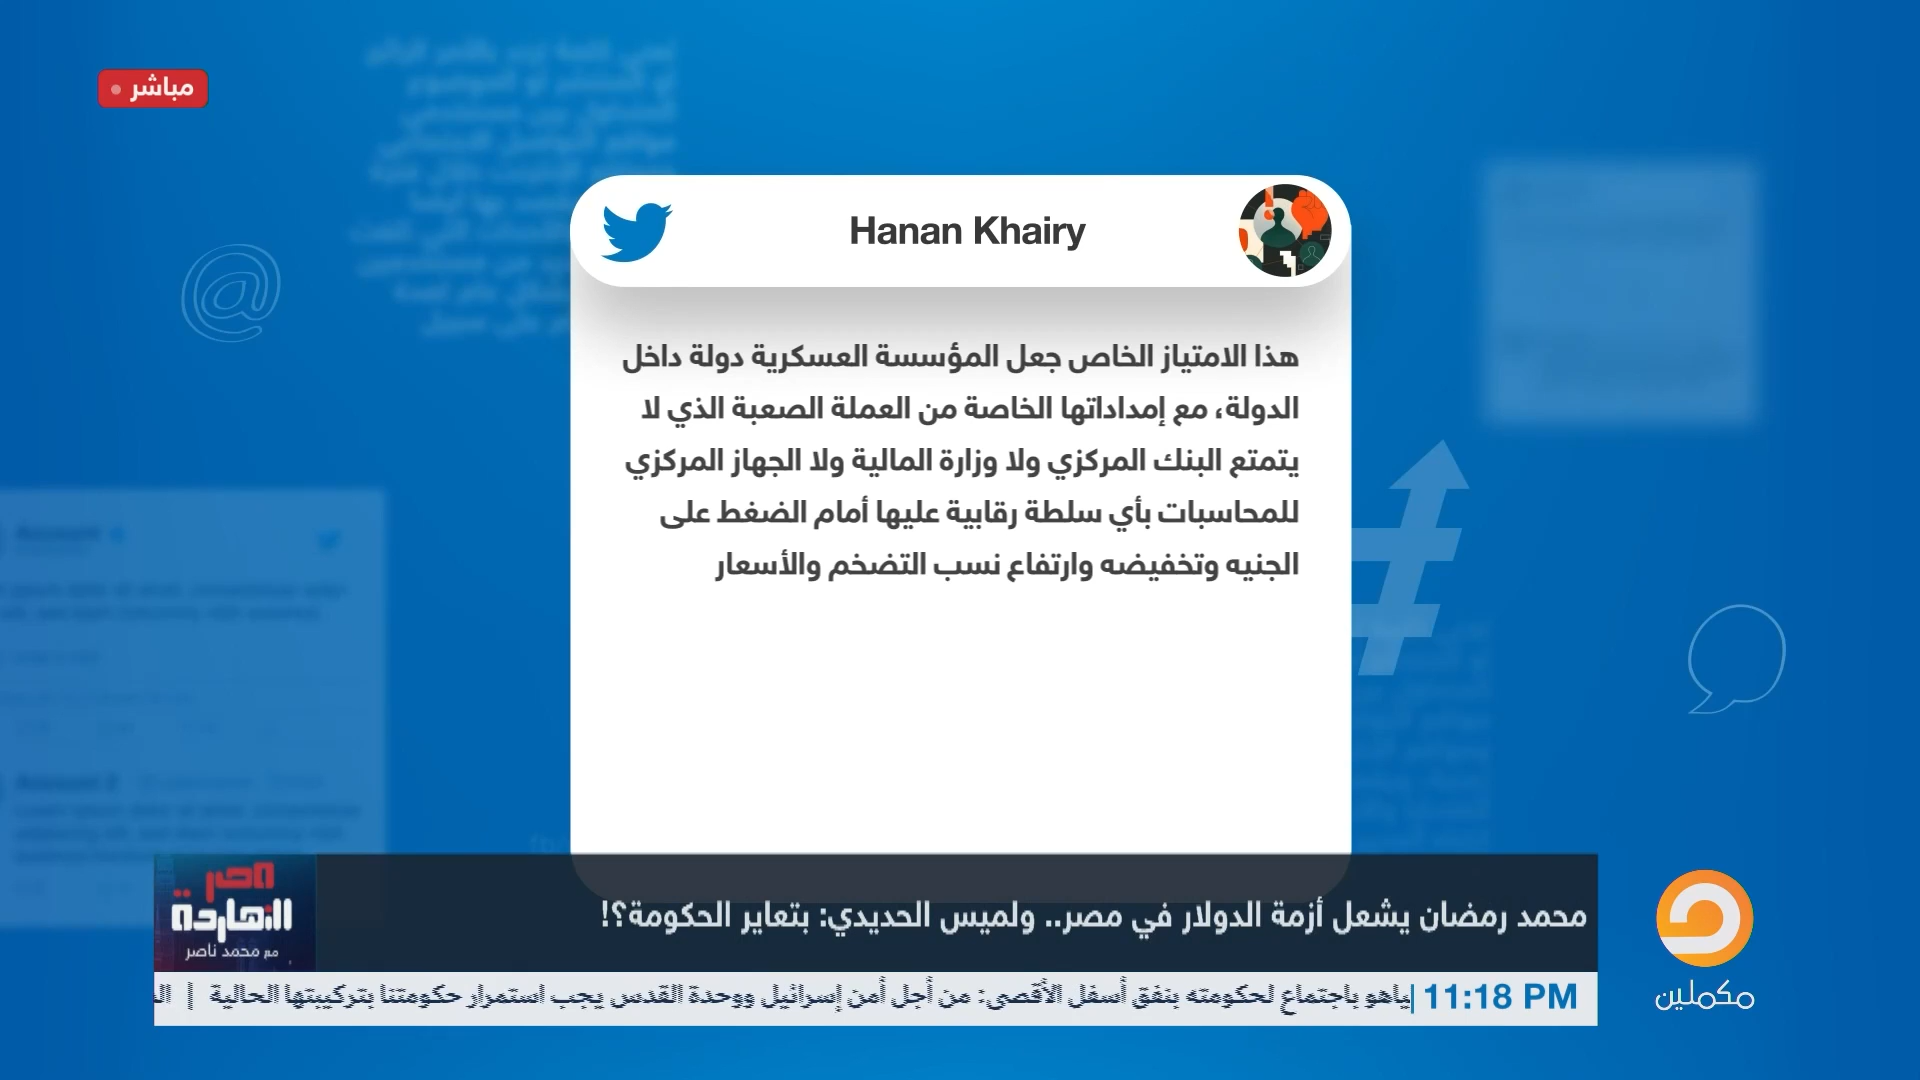 مباشر
Hanan Khairy
هذا الامتياز الخاص جعل المؤسسة العسكرية دولة داخل
الدولة، مع إمداداتها الخاصة من العملة الصعبة الذي لا
يتمتع البنك المركزي ولا وزارة المالية ولا الجهاز المركزي
للمحاسبات بأي سلطة رقابية عليها أمام الضغط على
الجنيه وتخفيضه وارتفاع نسب التضخم والأسعار
محمد رمضان يشعل أزمة الدولار في مصر.. ولميس الحديدي: بتعاير الحكومة؟!
مصر
النهاردة
مع محمد ناصر
11:18 PM
ياهو باجتماع لحكومته بنفق أسفل الأقصى: من أجل أمن إسرائيل ووحدة القدس يجب استمرار حكومتنا بتركيبتها الحالية |
مكملين